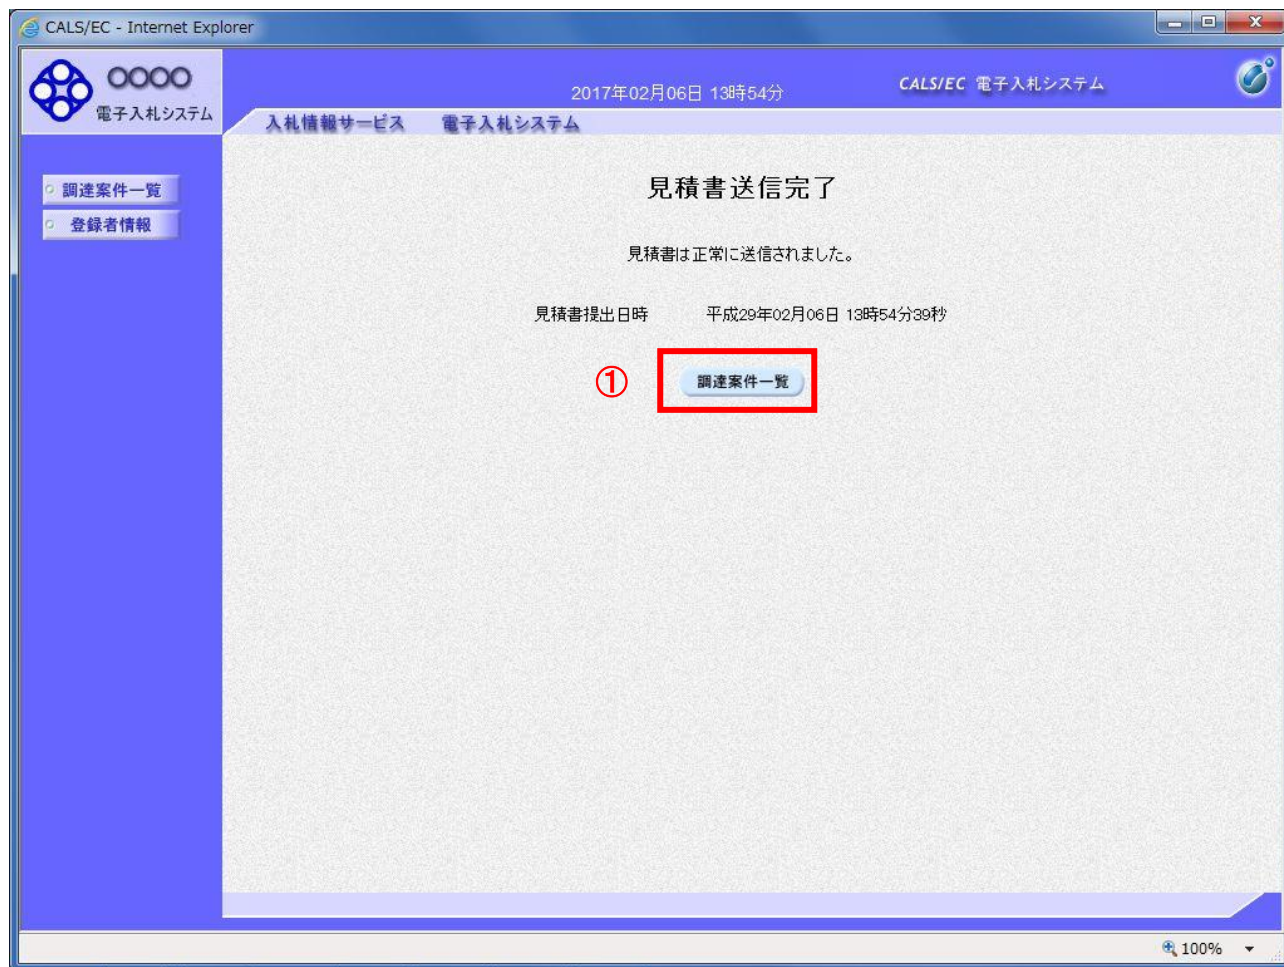 CALS/EC - Internet Explorer
〇〇〇〇
電子入札システム
2017年02月06日 13時54分
CALS/EC 電子入札システム
入札情報サービス 電子入札システム
調達案件一覧
登録者情報
見積書送信完了
見積書は正常に送信されました。
見積書提出日時 平成29年02月06日 13時54分39秒
① 調達案件一覧
100%